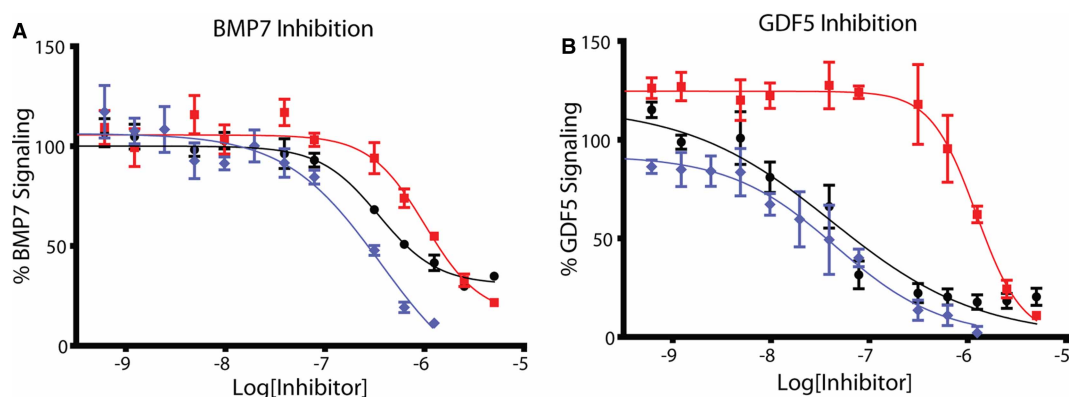 A
BMP7 Inhibition
150
100
50
0
% BMP7 Signaling
-9
-8
-7
-6
-5
Log[Inhibitor]
B
GDF5 Inhibition
150
100
50
0
% GDF5 Signaling
-9
-8
-7
-6
-5
Log[Inhibitor]